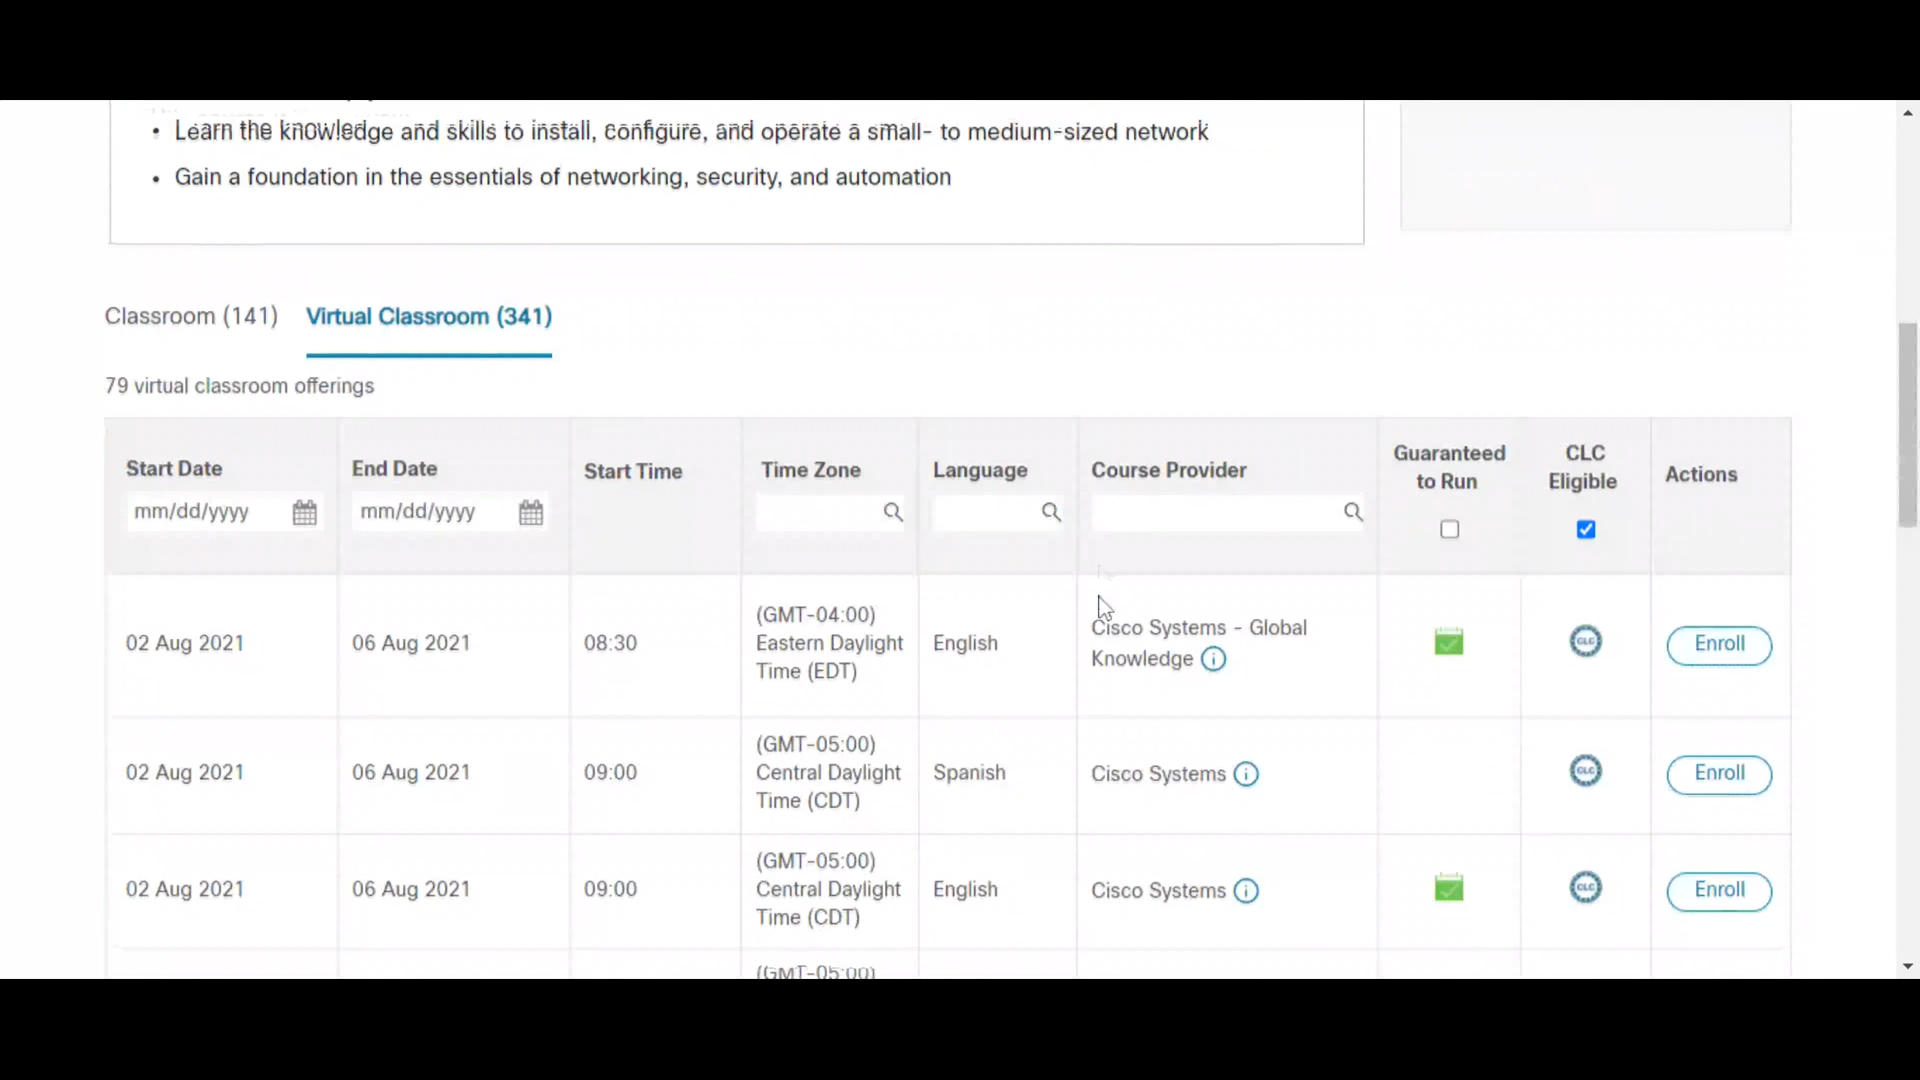 • Learn the knowledge and skills to install, configure, and operate a small- to medium-sized network
• Gain a foundation in the essentials of networking, security, and automation
Classroom (141) Virtual Classroom (341)
79 virtual classroom offerings
Start Date End Date Start Time Time Zone Language Course Provider Guaranteed to Run CLC Eligible Actions
mm/dd/yyyy mm/dd/yyyy
02 Aug 2021 06 Aug 2021 08:30 (GMT-04:00) Eastern Daylight Time (EDT) English Cisco Systems - Global Knowledge CLC Enroll
02 Aug 2021 06 Aug 2021 09:00 (GMT-05:00) Central Daylight Time (CDT) Spanish Cisco Systems CLC Enroll
02 Aug 2021 06 Aug 2021 09:00 (GMT-05:00) Central Daylight Time (CDT) English Cisco Systems CLC Enroll
(GMT-05:00)